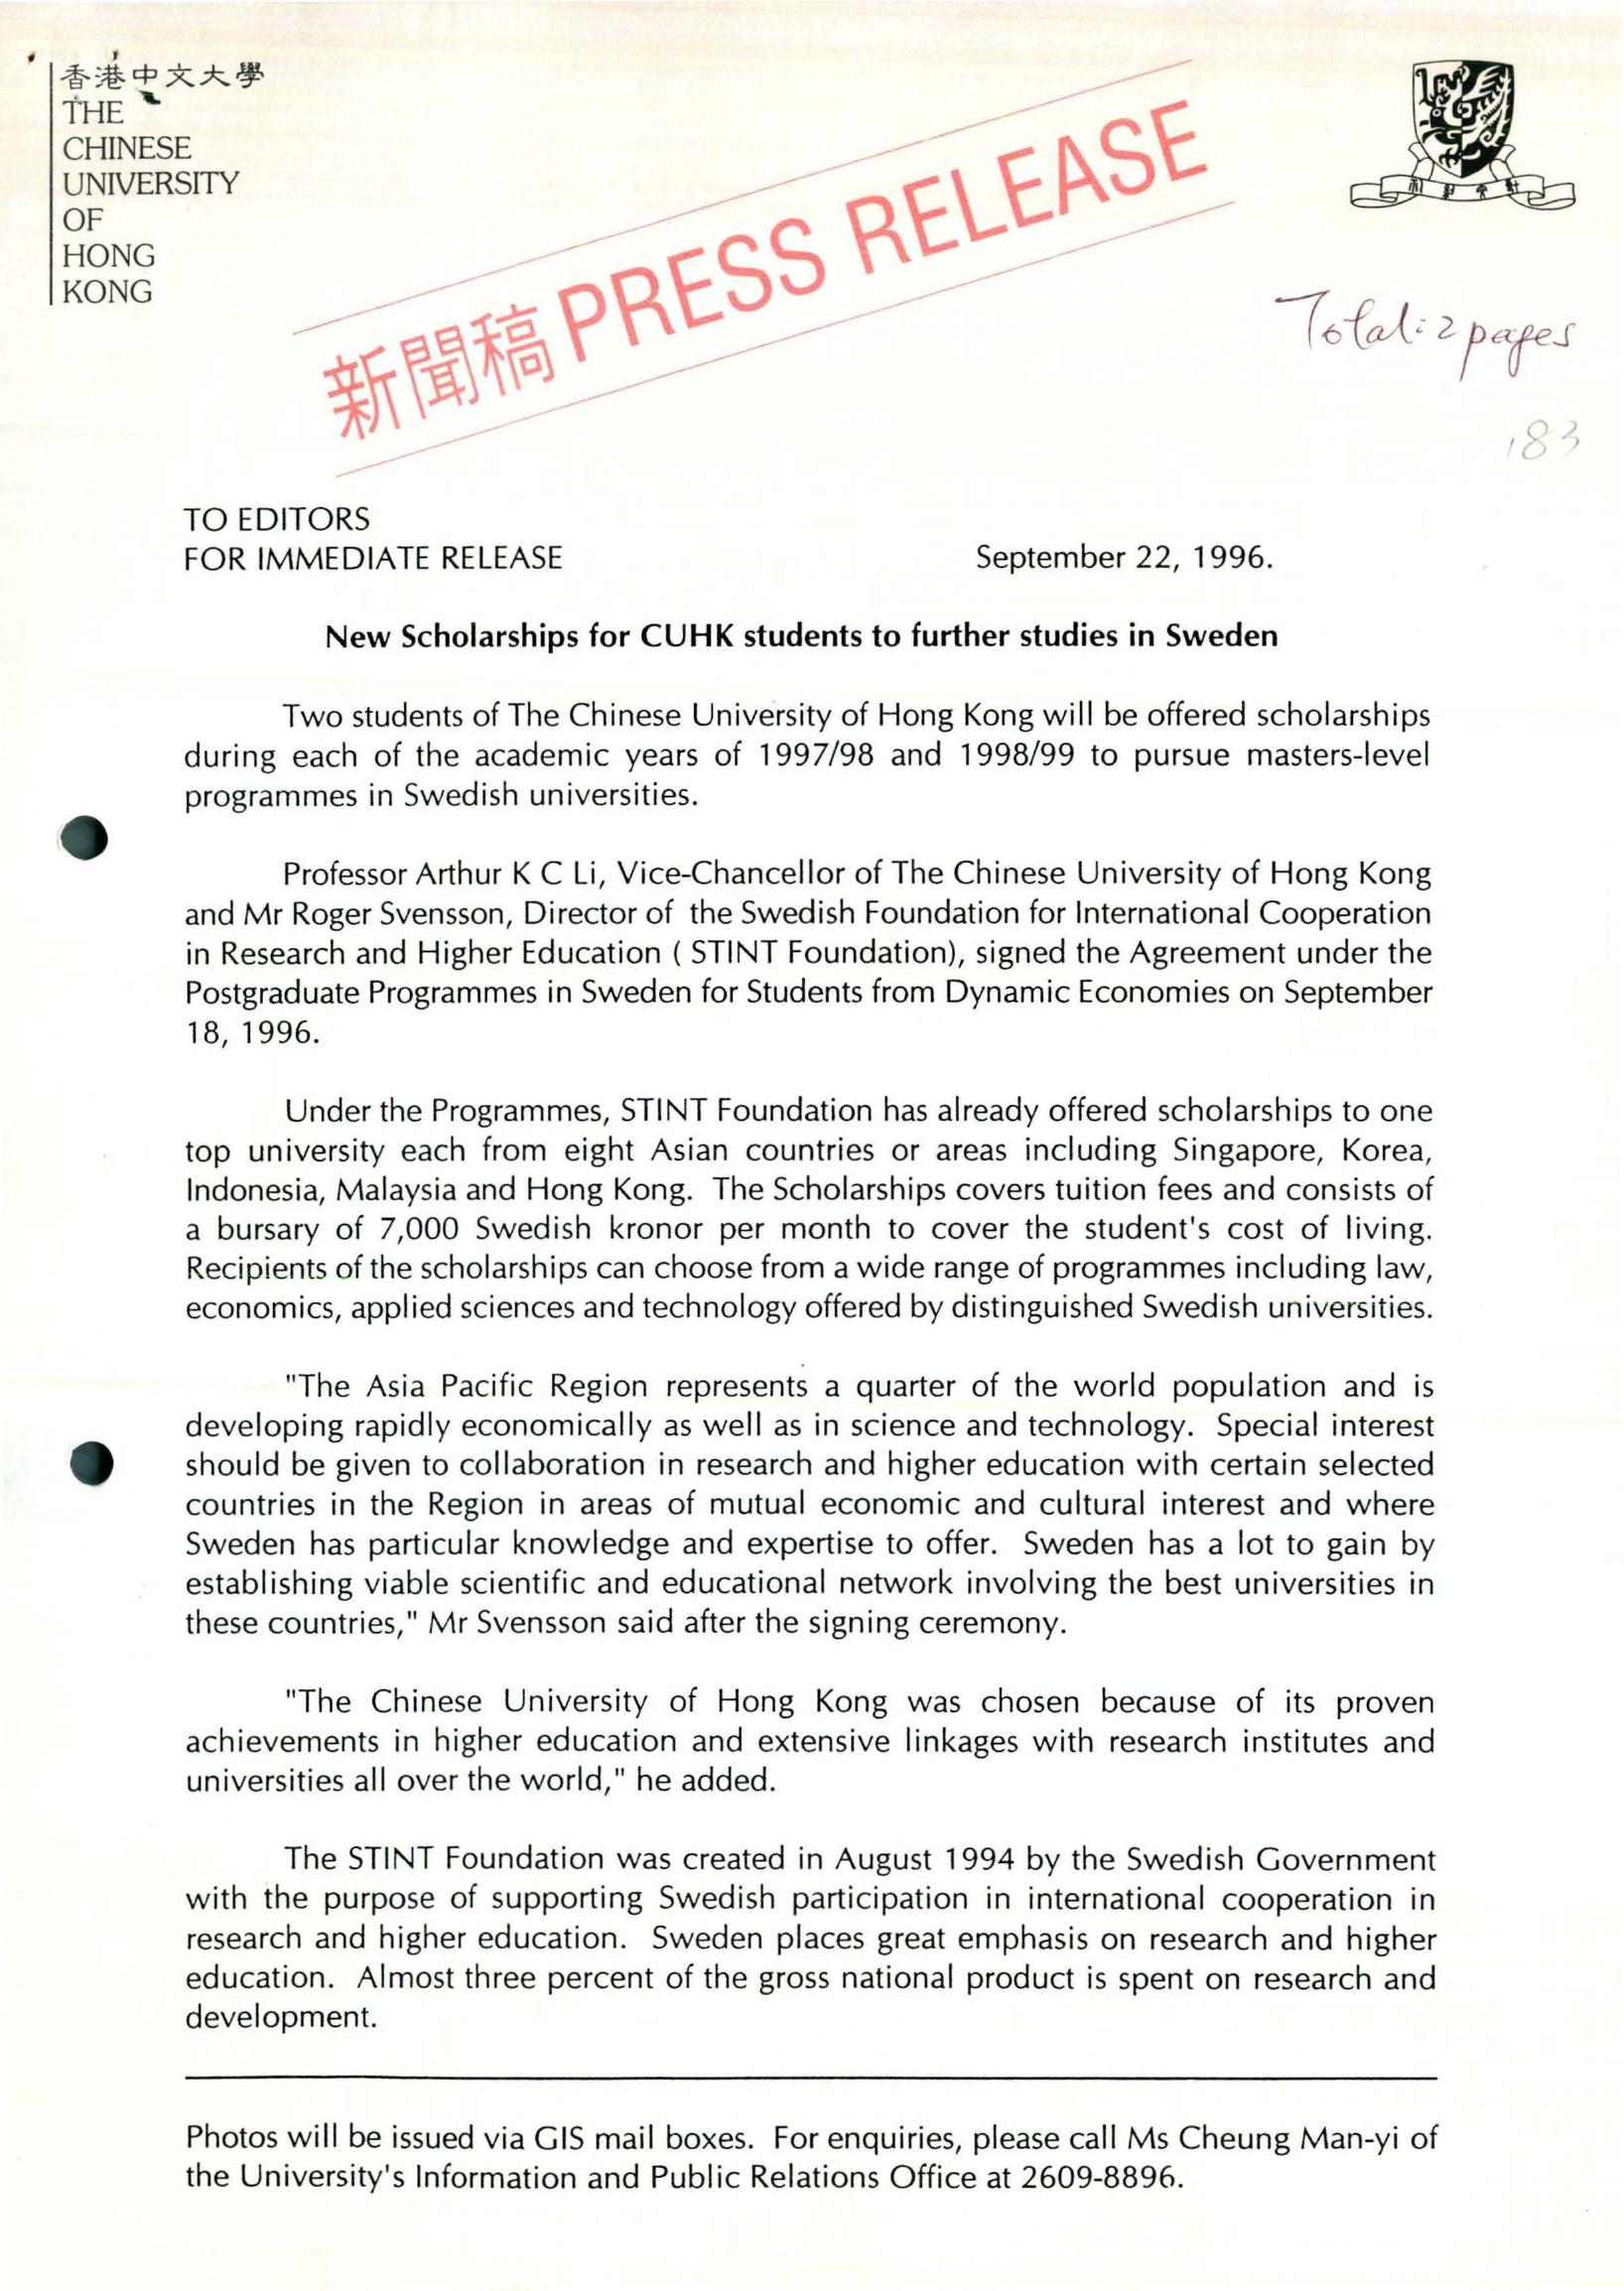 香港中文大學
THE
CHINESE
UNIVERSITY
OF
HONG
KONG
新聞稿 PRESS RELEASE
Total: 2 pages
183
TO EDITORS
FOR IMMEDIATE RELEASE September 22, 1996.
New Scholarships for CUHK students to further studies in Sweden
Two students of The Chinese University of Hong Kong will be offered scholarships
during each of the academic years of 1997/98 and 1998/99 to pursue masters-level
programmes in Swedish universities.
Professor Arthur K C Li, Vice-Chancellor of The Chinese University of Hong Kong
and Mr Roger Svensson, Director of the Swedish Foundation for International Cooperation
in Research and Higher Education ( STINT Foundation), signed the Agreement under the
Postgraduate Programmes in Sweden for Students from Dynamic Economies on September
18, 1996.
Under the Programmes, STINT Foundation has already offered scholarships to one
top university each from eight Asian countries or areas including Singapore, Korea,
Indonesia, Malaysia and Hong Kong. The Scholarships covers tuition fees and consists of
a bursary of 7,000 Swedish kronor per month to cover the student's cost of living.
Recipients of the scholarships can choose from a wide range of programmes including law,
economics, applied sciences and technology offered by distinguished Swedish universities.
"The Asia Pacific Region represents a quarter of the world population and is
developing rapidly economically as well as in science and technology. Special interest
should be given to collaboration in research and higher education with certain selected
countries in the Region in areas of mutual economic and cultural interest and where
Sweden has particular knowledge and expertise to offer. Sweden has a lot to gain by
establishing viable scientific and educational network involving the best universities in
these countries," Mr Svensson said after the signing ceremony.
"The Chinese University of Hong Kong was chosen because of its proven
achievements in higher education and extensive linkages with research institutes and
universities all over the world," he added.
The STINT Foundation was created in August 1994 by the Swedish Government
with the purpose of supporting Swedish participation in international cooperation in
research and higher education. Sweden places great emphasis on research and higher
education. Almost three percent of the gross national product is spent on research and
development.
Photos will be issued via GIS mail boxes. For enquiries, please call Ms Cheung Man-yi of
the University's Information and Public Relations Office at 2609-8896.